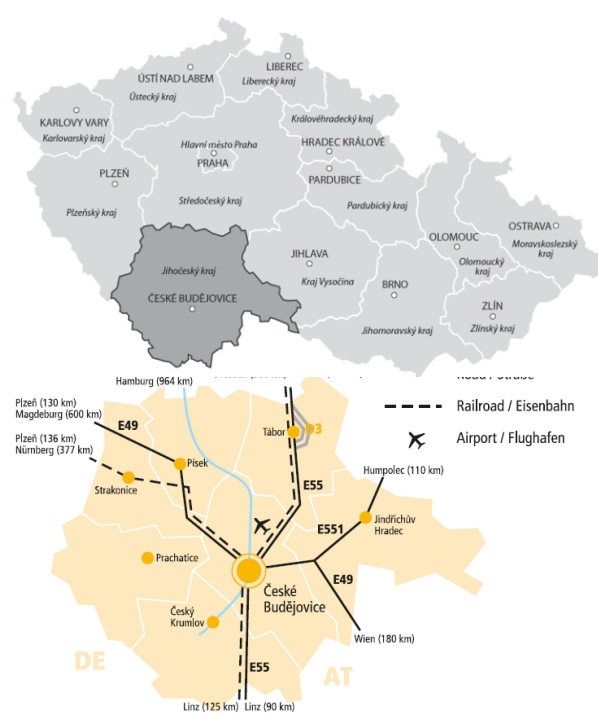 LIBEREC
Liberecký kraj
ÚSTÍ NAD LABEM
Ústecký kraj
KARLOVY VARY
Karlovarský kraj
Královéhradecký kraj
HRADEC KRÁLOVÉ
Hlavní město Praha
PRAHA
PLZEŇ
PARDUBICE
Středočeský kraj
Plzeňský kraj
Pardubický kraj
OSTRAVA
Moravskoslezský
kraj
OLOMOUC
Olomoucký
kraj
JIHLAVA
Kraj Vysočina
Jihočeský kraj
ČESKÉ BUDĚJOVICE
BRNO
Jihomoravský kraj
ZLÍN
Zlínský kraj
Hamburg (964 km)
Railroad / Eisenbahn
Airport / Flughafen
Plzeň (130 km)
Magdeburg (600 km)
E49
Plzeň (136 km)
Nürnberg (377 km)
Tábor
D3
Písek
Strakonice
Humpolec (110 km)
E55
E551
Jindřichův
Hradec
Prachatice
České
Budějovice
E49
Český
Krumlov
Wien (180 km)
DE
E55
AT
Linz (125 km)
Linz (90 km)